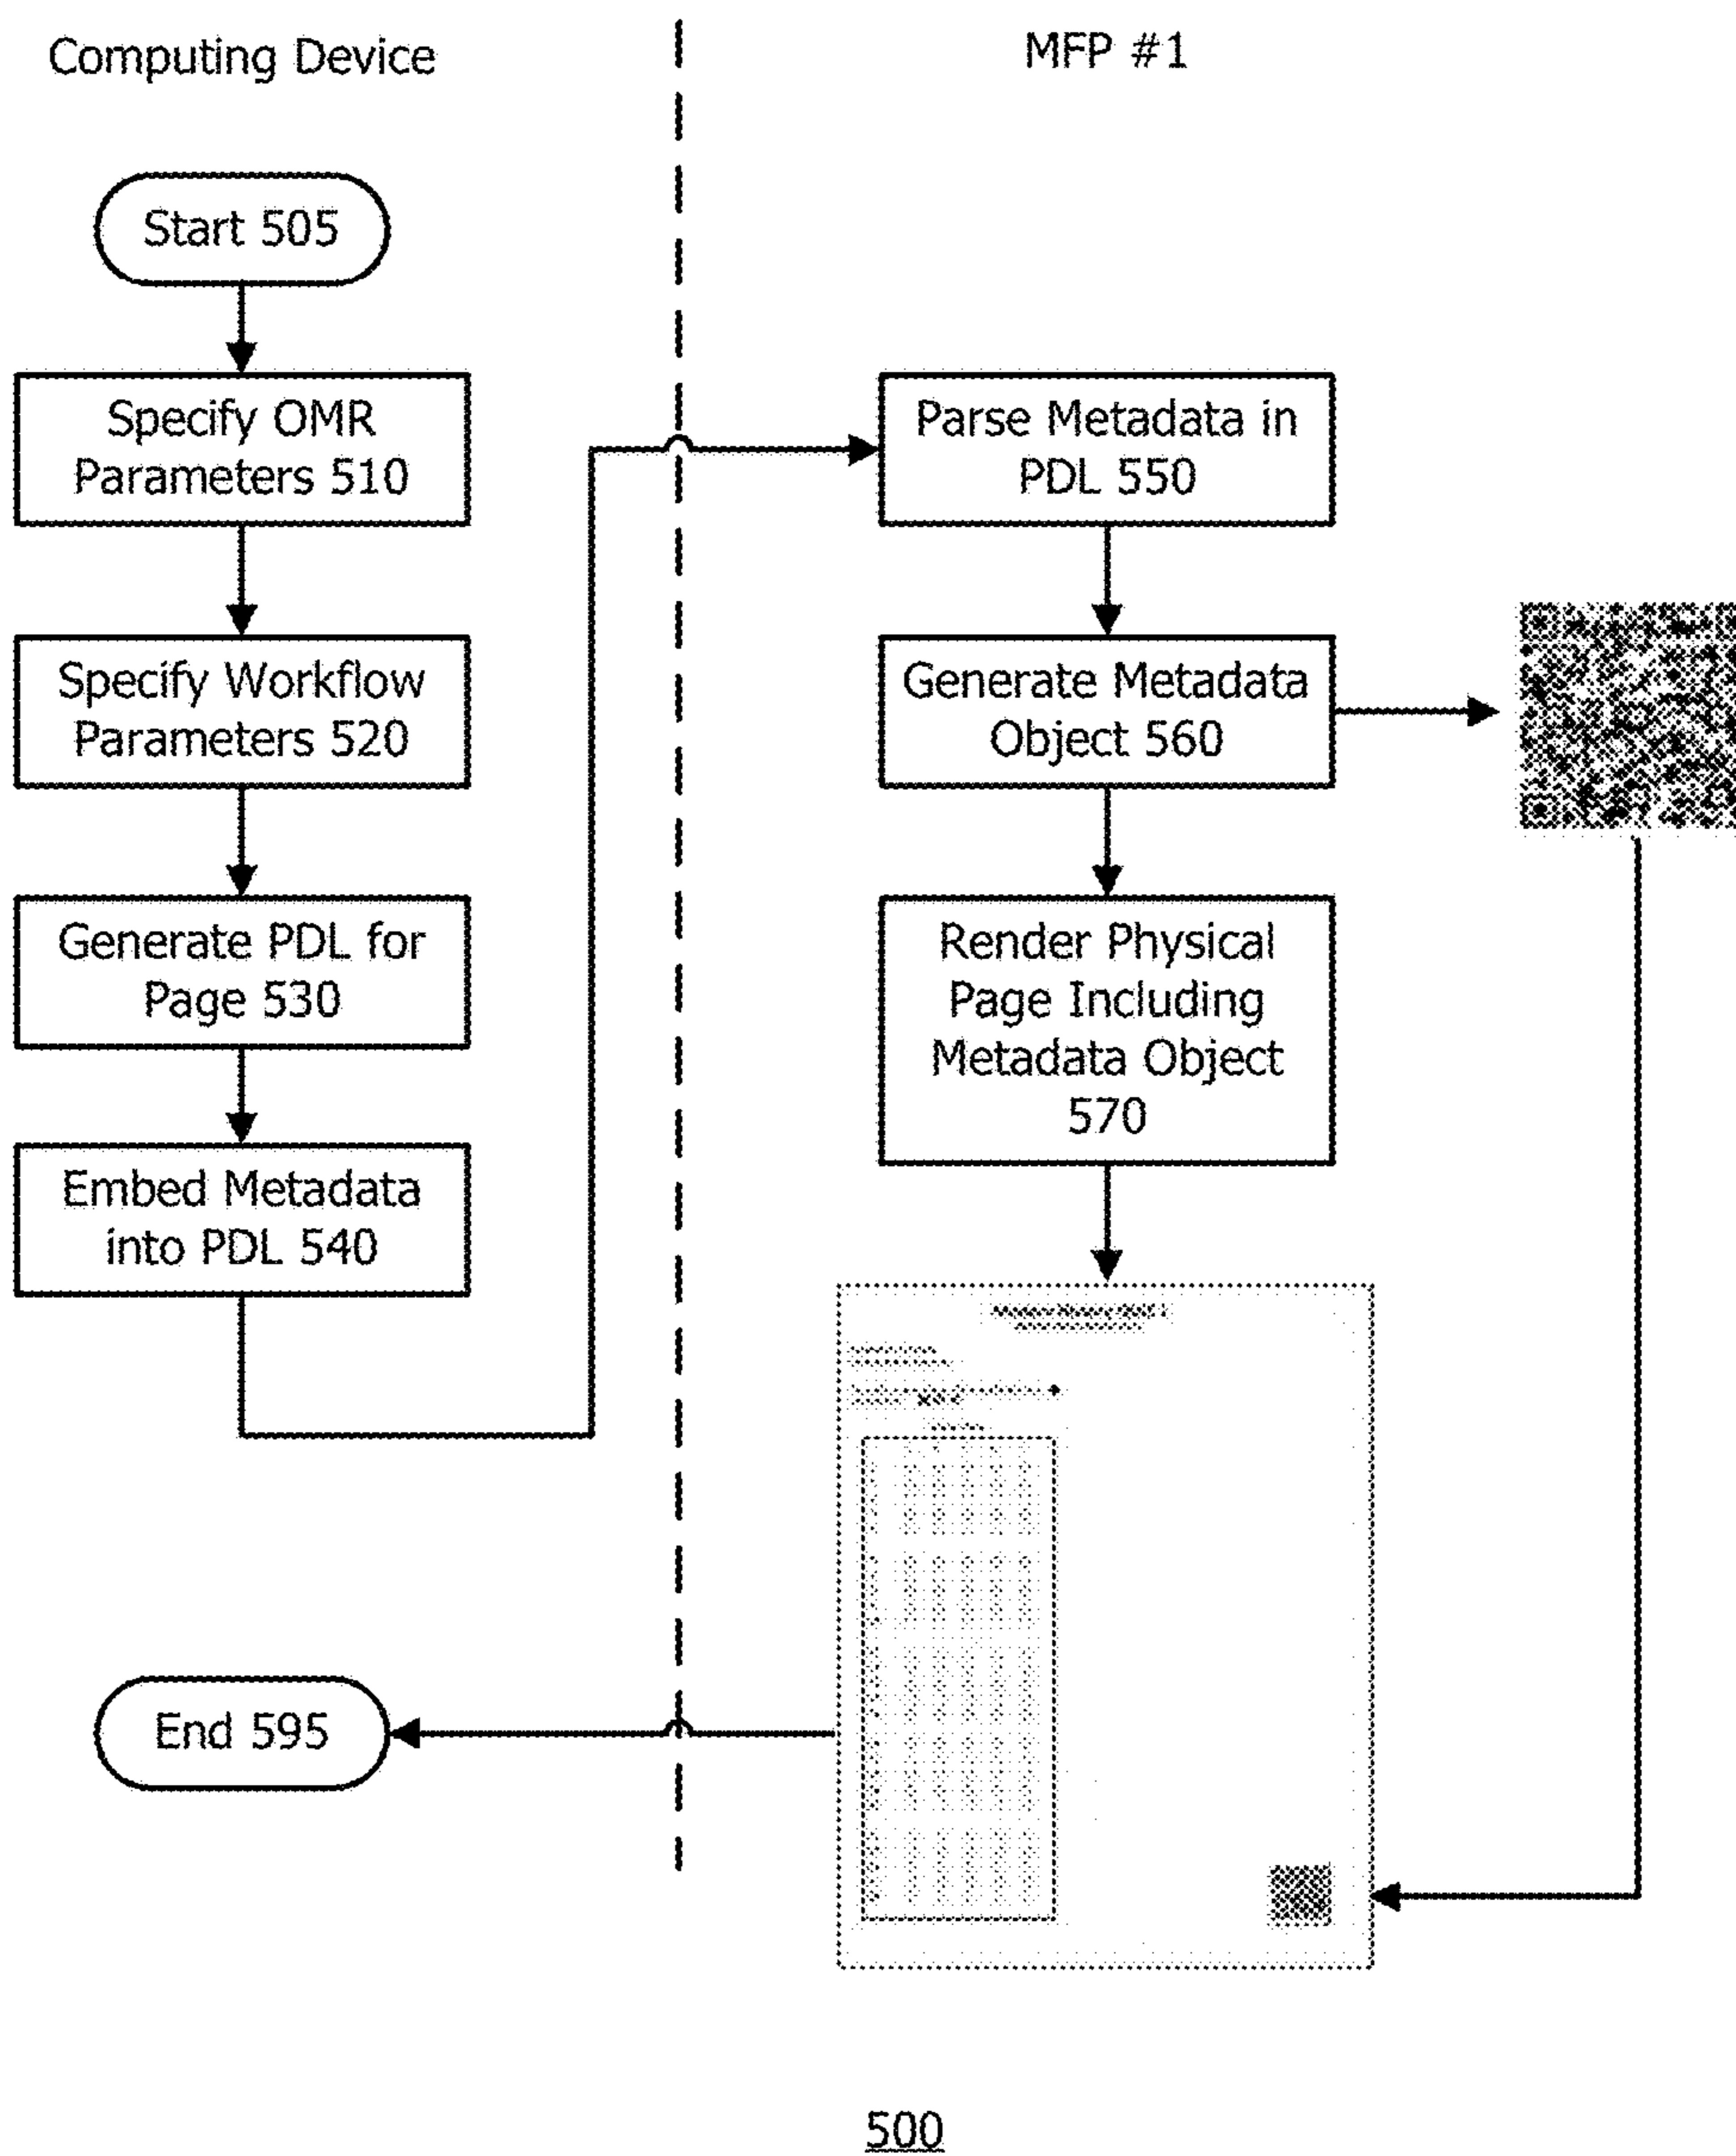 Computing Device
MFP #1
Start 505
Specify OMR
Parameters 510
Specify Workflow
Parameters 520
Generate PDL for
Page 530
Embed Metadata
into PDL 540
Parse Metadata in
PDL 550
Generate Metadata
Object 560
Render Physical
Page Including
Metadata Object
570
End 595
500